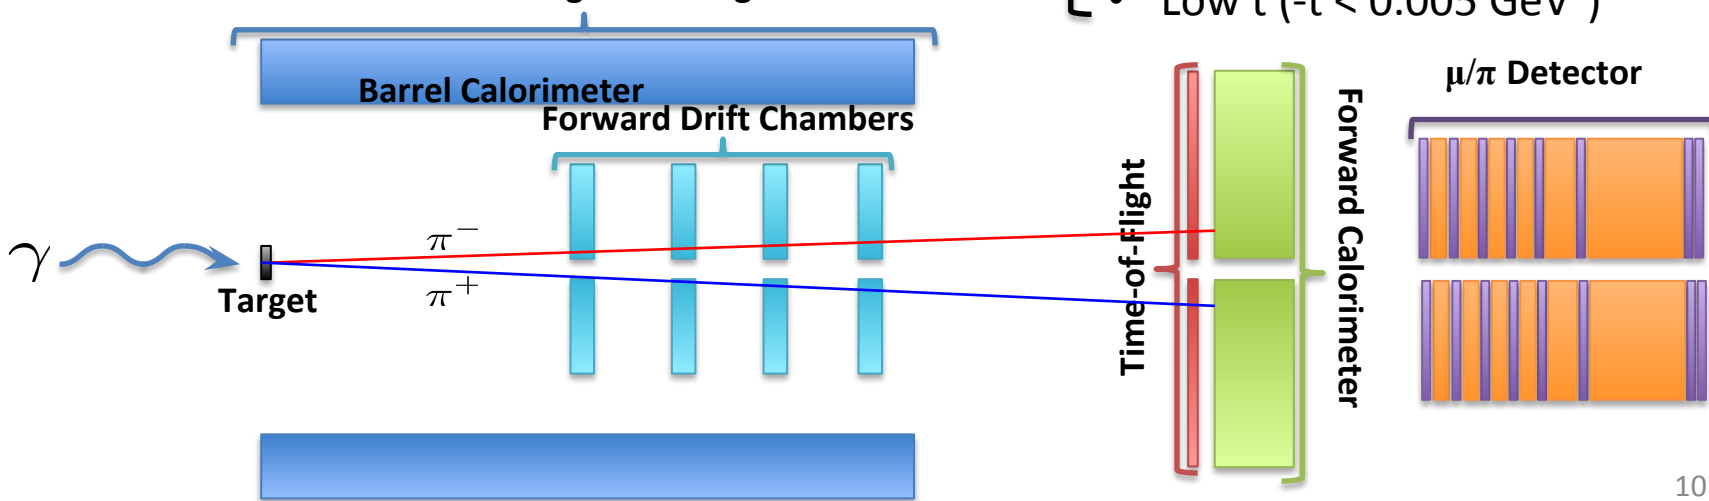 • Low t (-t < 0.005 GeV² )
Barrel Calorimeter
Forward Drift Chambers
μ/π Detector
Time-of-Flight
Forward Calorimeter
γ
π⁻
π⁺
Target
10